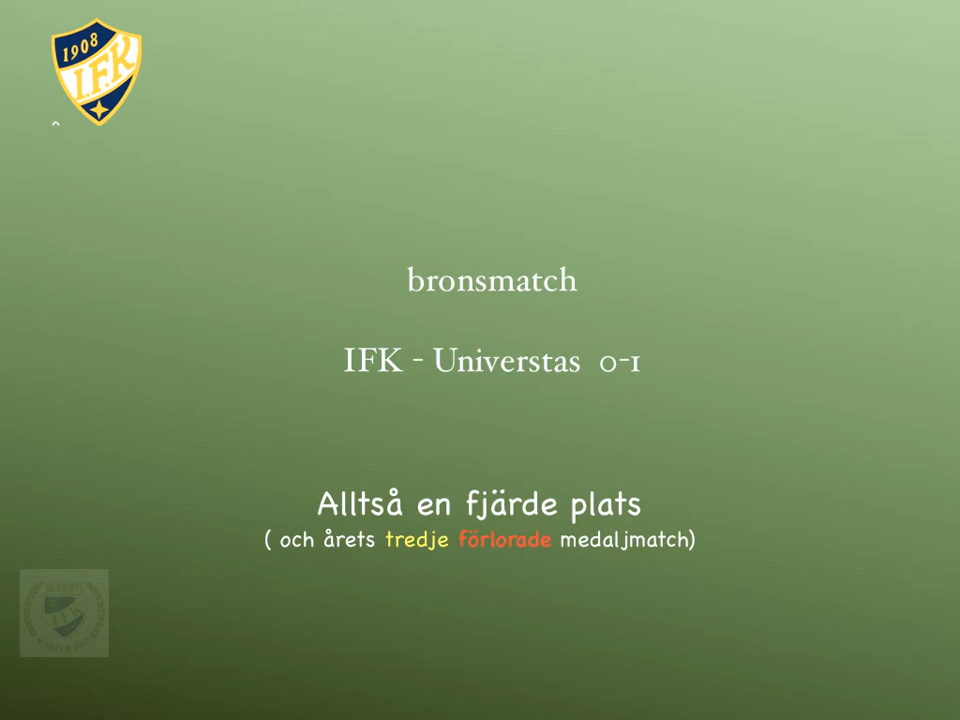 1908
I.F.K
bronsmatch
IFK - Universtas 0-1
Alltså en fjärde plats
( och årets tredje förlorade medaljmatch)
IFK